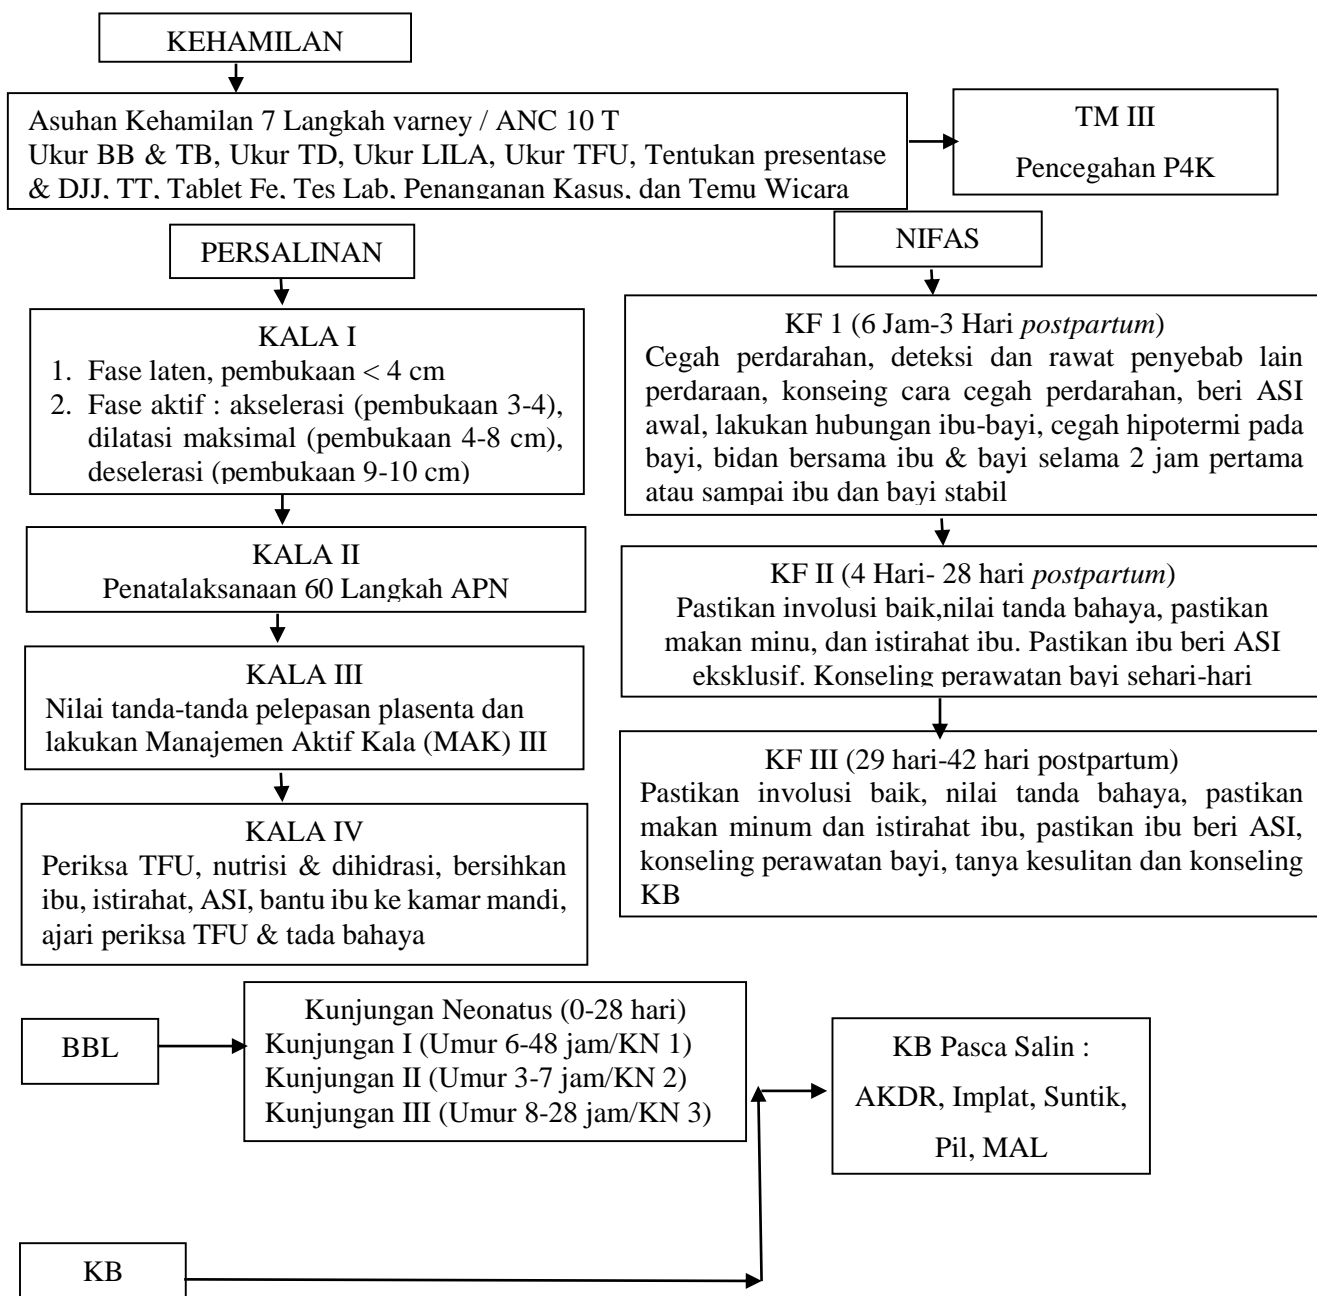 KEHAMILAN
Asuhan Kehamilan 7 Langkah varney / ANC 10 T
Ukur BB & TB, Ukur TD, Ukur LILA, Ukur TFU, Tentukan presentase
& DJJ, TT, Tablet Fe, Tes Lab, Penanganan Kasus, dan Temu Wicara
TM III
Pencegahan P4K
PERSALINAN
KALA I
1. Fase laten, pembukaan < 4 cm
2. Fase aktif : akselerasi (pembukaan 3-4),
dilatasi maksimal (pembukaan 4-8 cm),
deselerasi (pembukaan 9-10 cm)
KALA II
Penatalaksanaan 60 Langkah APN
KALA III
Nilai tanda-tanda pelepasan plasenta dan
lakukan Manajemen Aktif Kala (MAK) III
KALA IV
Periksa TFU, nutrisi & dihidrasi, bersihkan
ibu, istirahat, ASI, bantu ibu ke kamar mandi,
ajari periksa TFU & tada bahaya
NIFAS
KF 1 (6 Jam-3 Hari postpartum)
Cegah perdarahan, deteksi dan rawat penyebab lain
perdaraan, konseing cara cegah perdarahan, beri ASI
awal, lakukan hubungan ibu-bayi, cegah hipotermi pada
bayi, bidan bersama ibu & bayi selama 2 jam pertama
atau sampai ibu dan bayi stabil
KF II (4 Hari- 28 hari postpartum)
Pastikan involusi baik,nilai tanda bahaya, pastikan
makan minu, dan istirahat ibu. Pastikan ibu beri ASI
eksklusif. Konseling perawatan bayi sehari-hari
KF III (29 hari-42 hari postpartum)
Pastikan involusi baik, nilai tanda bahaya, pastikan
makan minum dan istirahat ibu, pastikan ibu beri ASI,
konseling perawatan bayi, tanya kesulitan dan konseling
KB
BBL
Kunjungan Neonatus (0-28 hari)
Kunjungan I (Umur 6-48 jam/KN 1)
Kunjungan II (Umur 3-7 jam/KN 2)
Kunjungan III (Umur 8-28 jam/KN 3)
KB Pasca Salin :
AKDR, Implat, Suntik,
Pil, MAL
KB